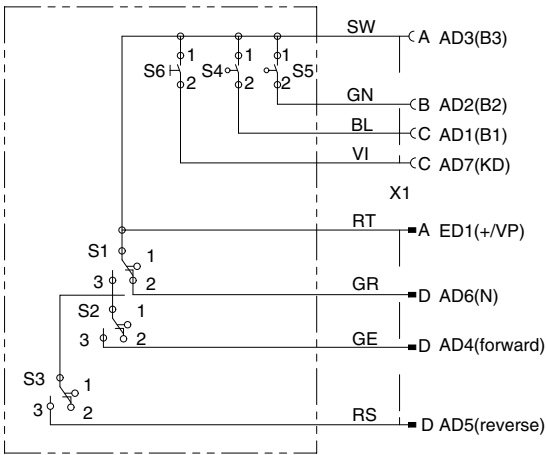 SW A AD3(B3)
1 1 1
S6 S4 S5
2 2 2
GN B AD2(B2)
BL C AD1(B1)
VI C AD7(KD)
X1
RT A ED1(+/VP)
S1 1
3 2 GR D AD6(N)
S2 1
3 2 GE D AD4(forward)
S3 1
3 2 RS D AD5(reverse)